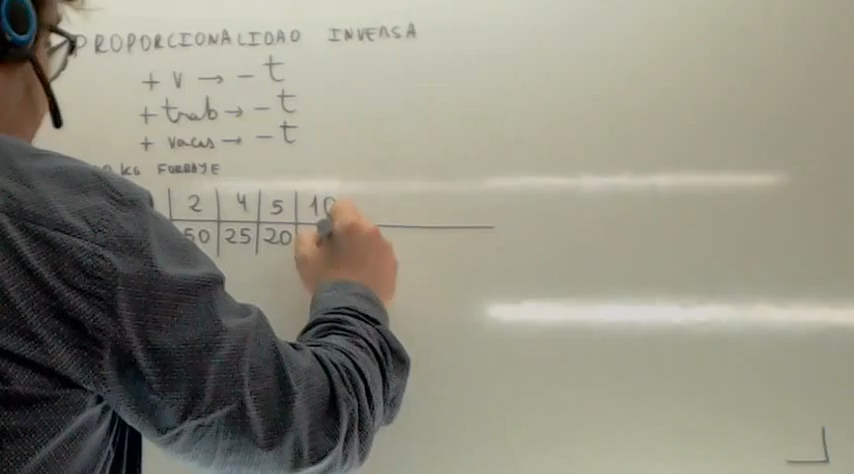 PROPORCIONALIDAD INVERSA
+ v → - t
+ trab → - t
+ vacas → - t
KG FORRAJE
2 4 5 10
50 25 20